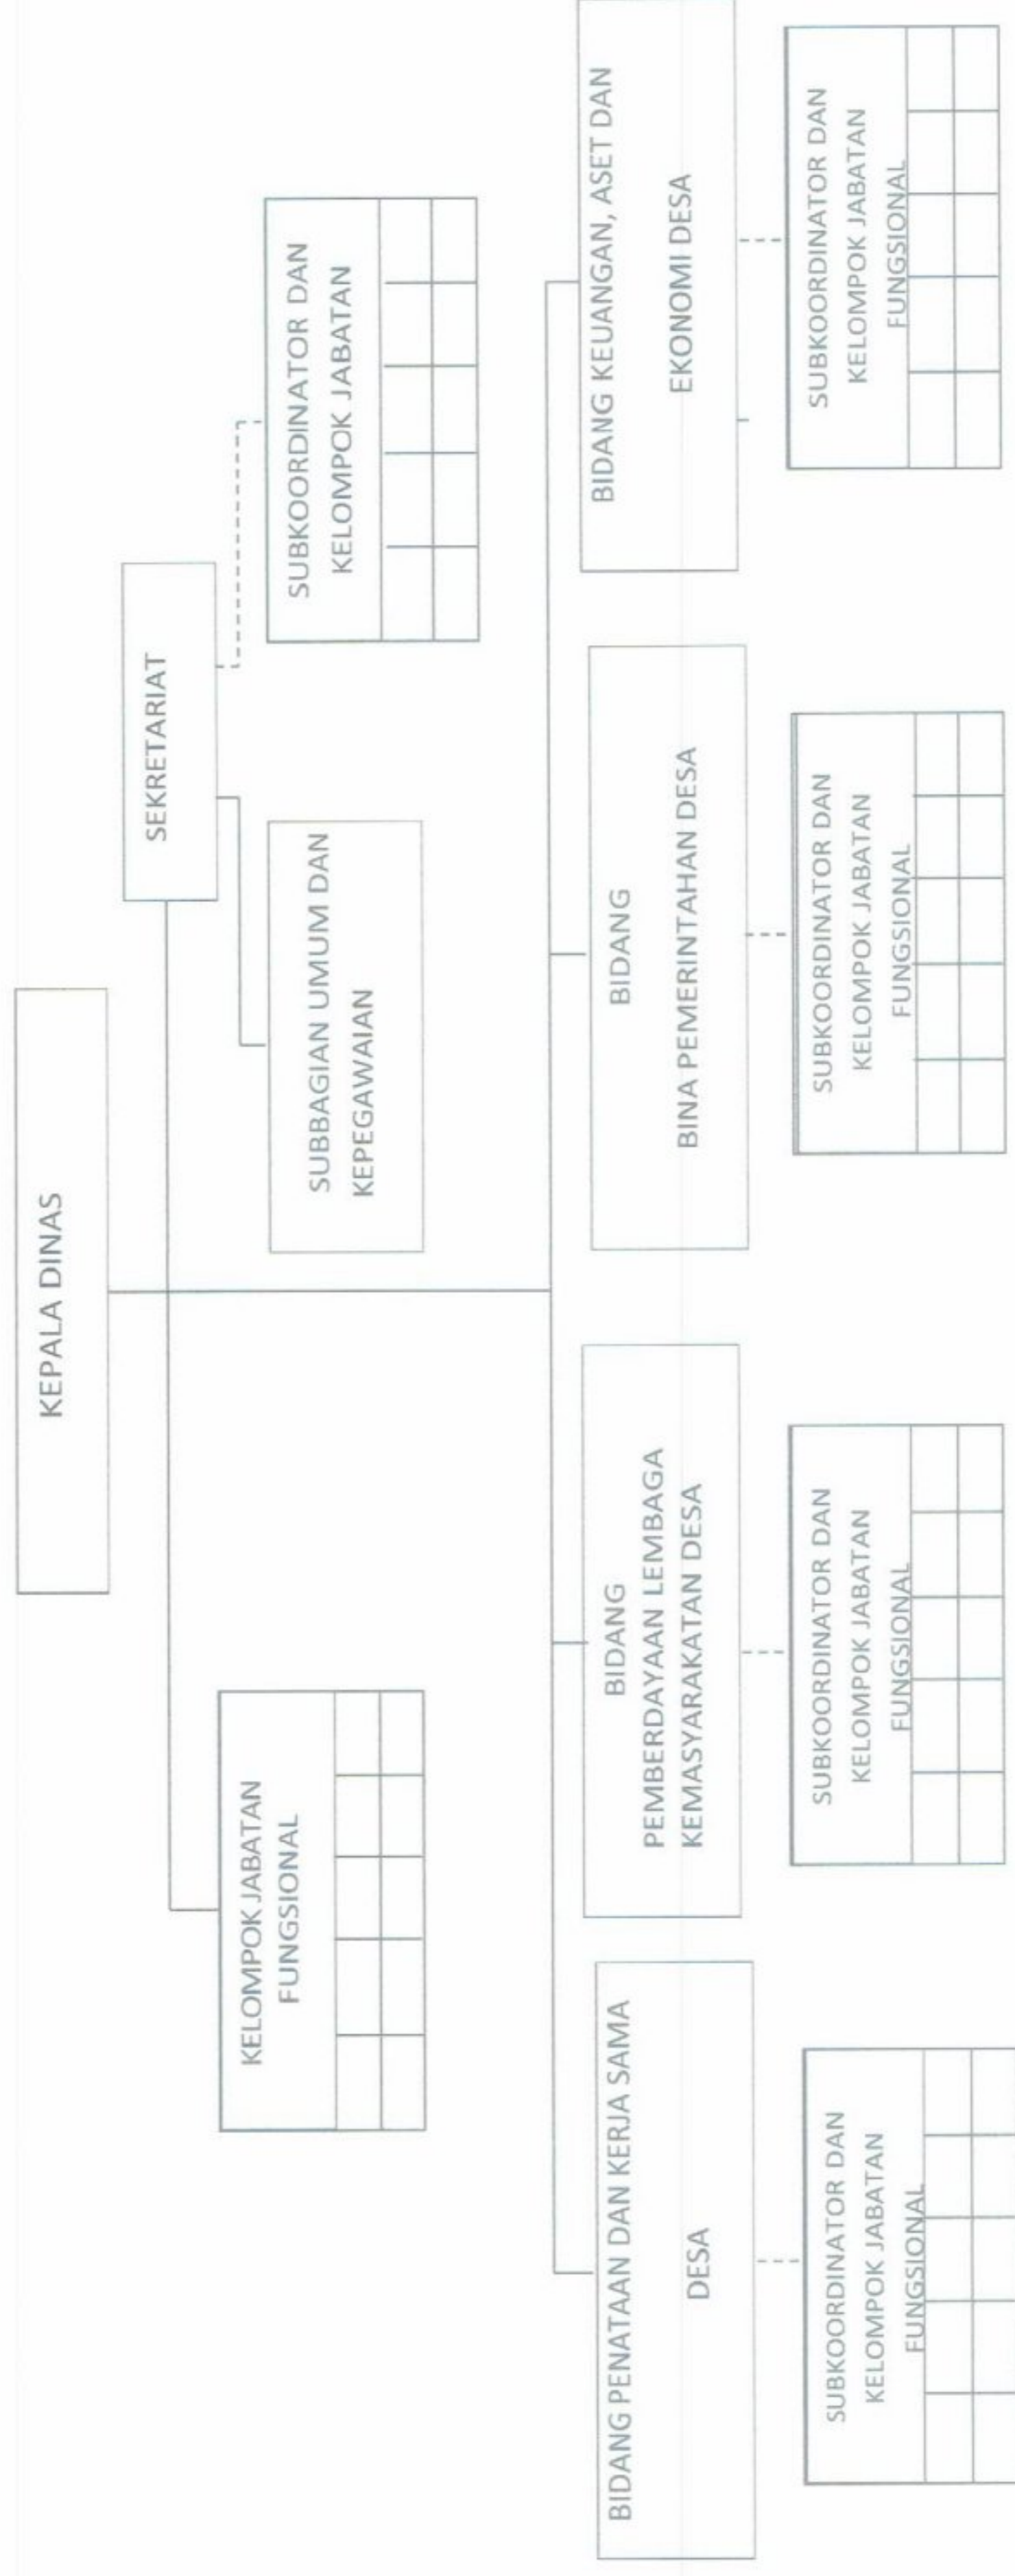 KEPALA DINAS
SEKRETARIAT
KELOMPOK JABATAN
FUNGSIONAL
SUBBAGIAN UMUM DAN
KEPEGAWAIAN
SUBKOORDINATOR DAN
KELOMPOK JABATAN
BIDANG PENATAAN DAN KERJA SAMA
DESA
BIDANG
PEMBERDAYAAN LEMBAGA
KEMASYARAKATAN DESA
BIDANG
BINA PEMERINTAHAN DESA
BIDANG KEUANGAN, ASET DAN
EKONOMI DESA
SUBKOORDINATOR DAN
KELOMPOK JABATAN
FUNGSIONAL
SUBKOORDINATOR DAN
KELOMPOK JABATAN
FUNGSIONAL
SUBKOORDINATOR DAN
KELOMPOK JABATAN
FUNGSIONAL
SUBKOORDINATOR DAN
KELOMPOK JABATAN
FUNGSIONAL